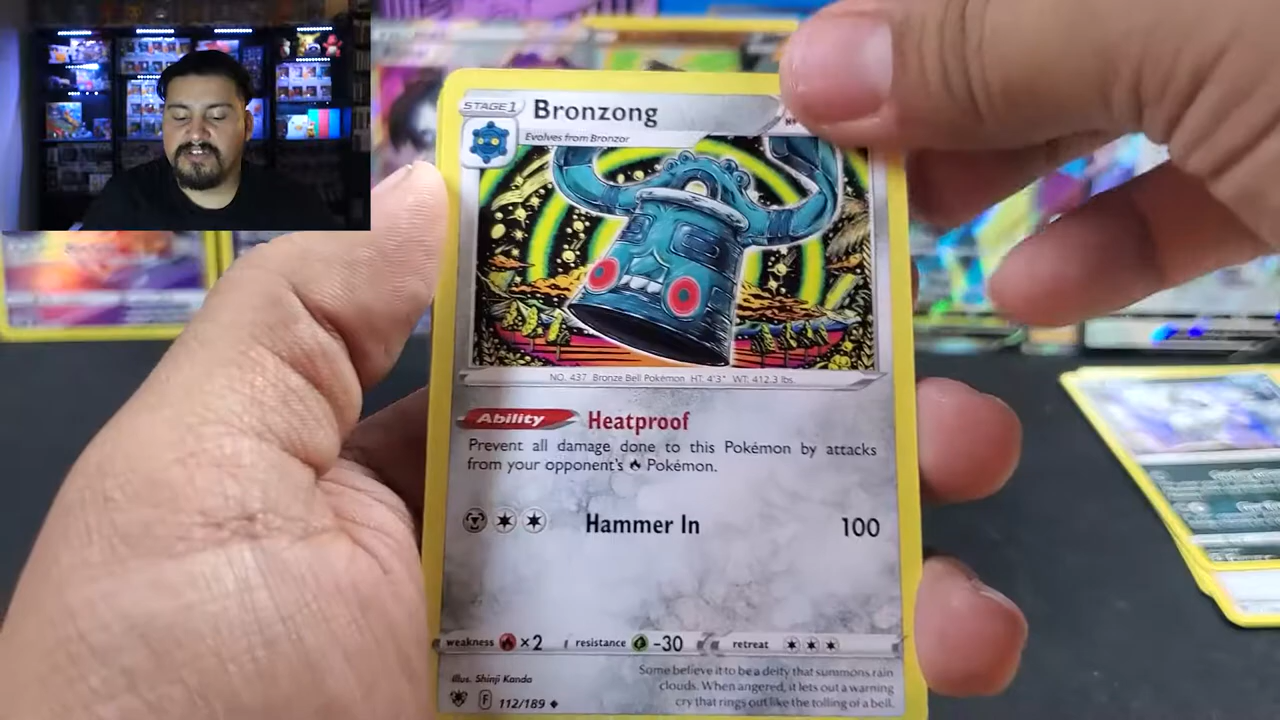 STAGE 1
Bronzong
Evolves from Bronzor
NO. 437 Bronze Bell Pokémon HT: 4'3" WT: 412.3 lbs.
Ability Heatproof
Prevent all damage done to this Pokémon by attacks
from your opponent's Pokémon.
Hammer In 100
weakness ×2 resistance -30 retreat
Illus. Shinji Kanda
Some believe it to be a deity that summons rain
clouds. When angered, it lets out a warning
cry that rings out like the tolling of a bell.
F 112/189